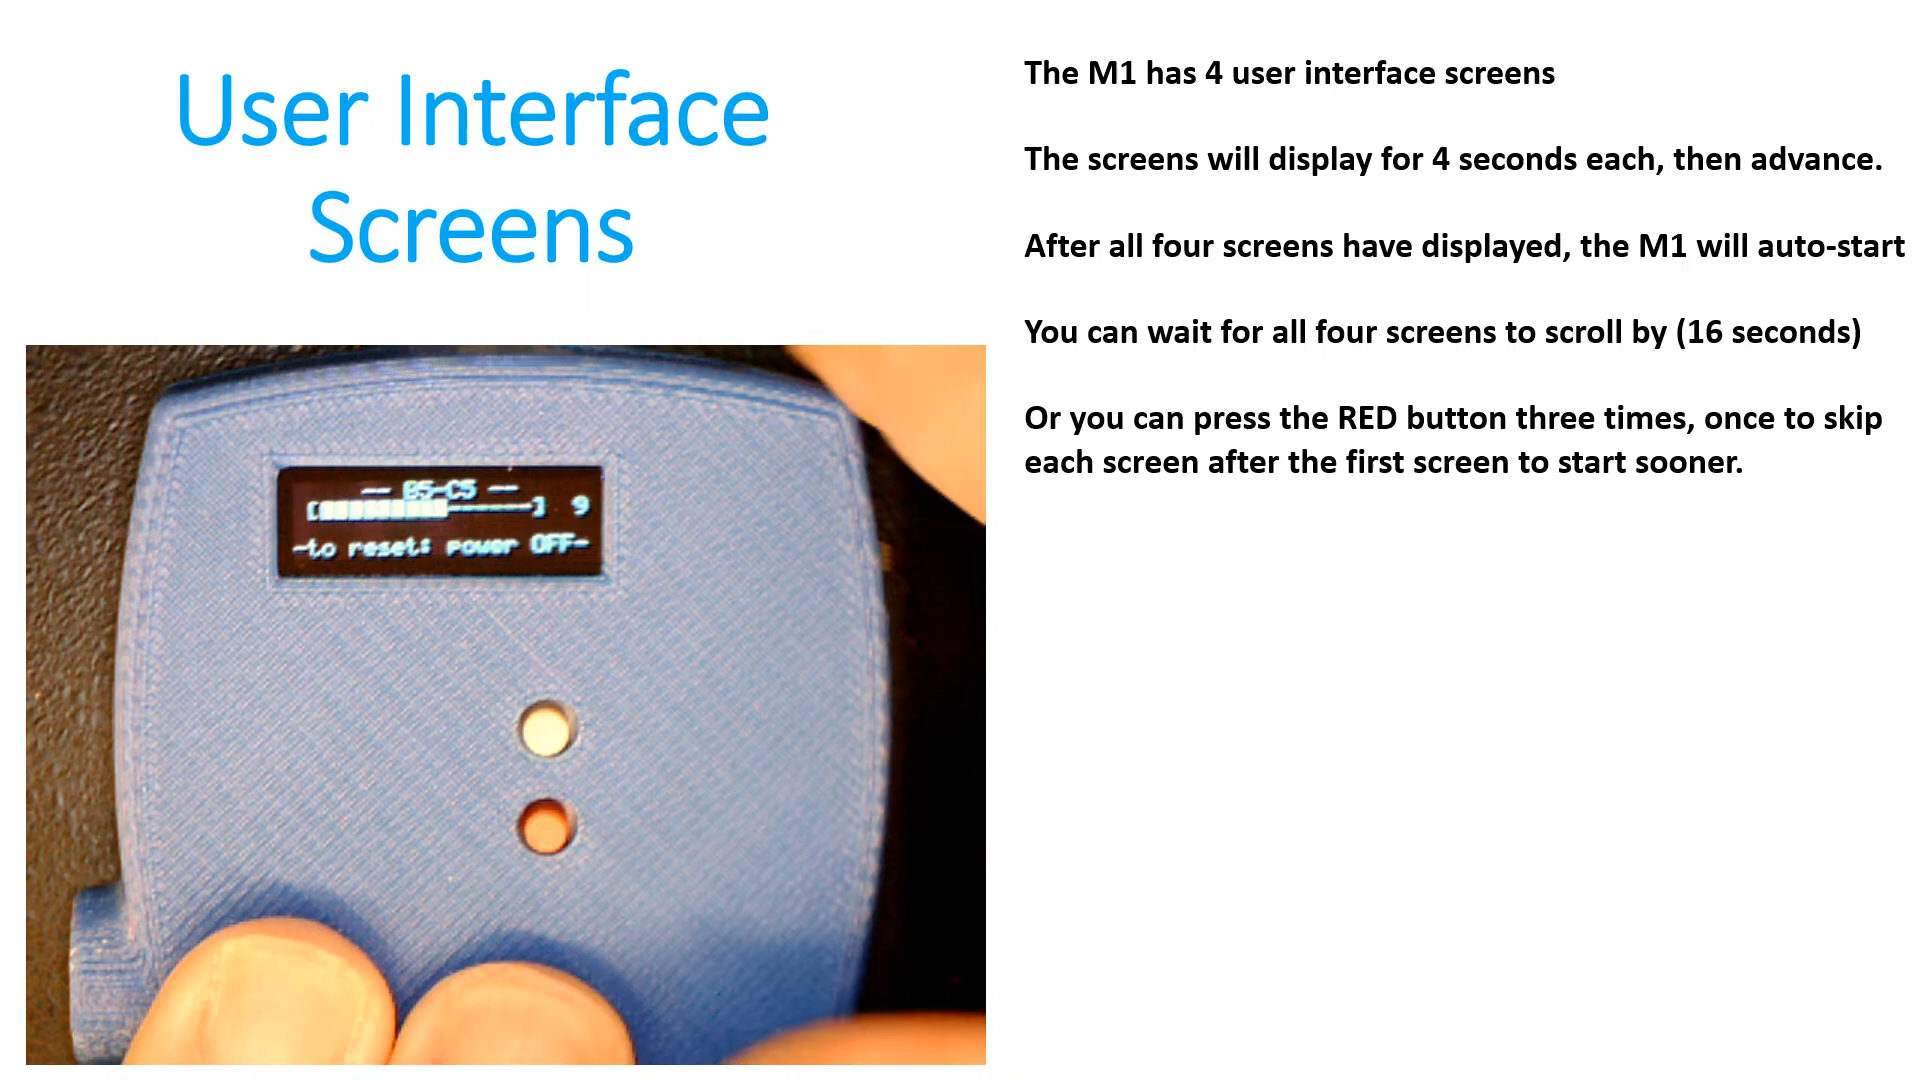 User Interface
Screens
The M1 has 4 user interface screens
The screens will display for 4 seconds each, then advance.
After all four screens have displayed, the M1 will auto-start
You can wait for all four screens to scroll by (16 seconds)
Or you can press the RED button three times, once to skip
each screen after the first screen to start sooner.
-- B5-C5 --
[------] 9
-to reset: power OFF-